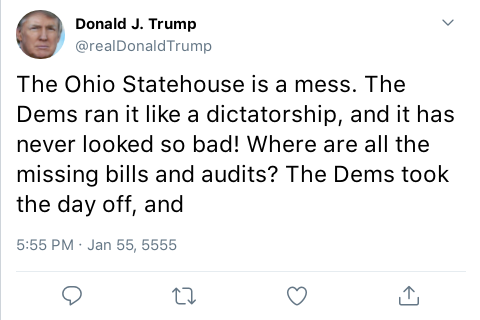 Donald J. Trump
@realDonaldTrump
The Ohio Statehouse is a mess. The
Dems ran it like a dictatorship, and it has
never looked so bad! Where are all the
missing bills and audits? The Dems took
the day off, and
5:55 PM · Jan 55, 5555